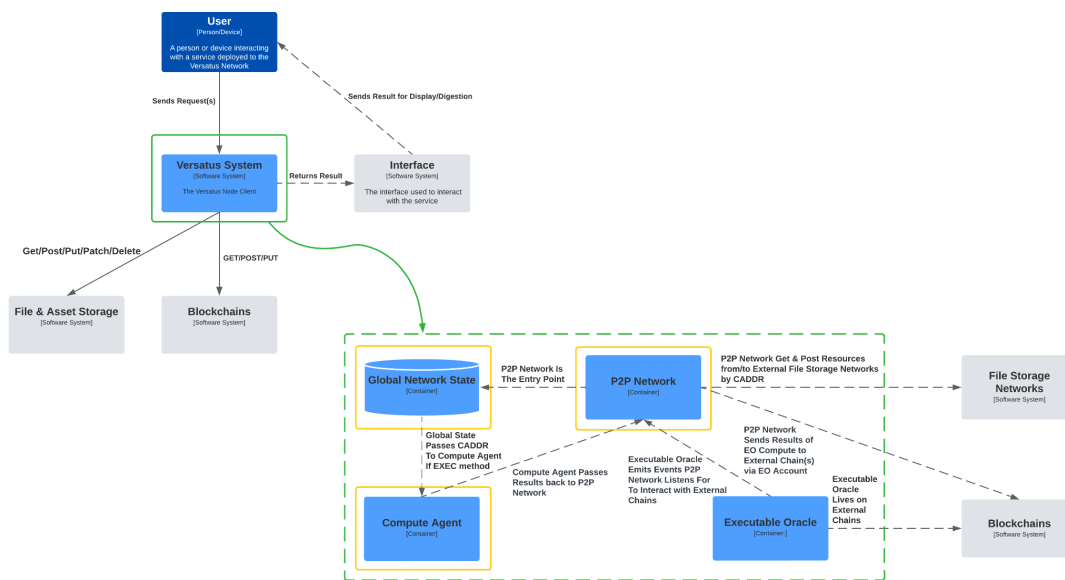 User
[Person/Device]
A person or device interacting
with a service deployed to the
Versatus Network
Sends Request(s)
Sends Result for Display/Digestion
Versatus System
[Software System]
The Versatus Node Client
Returns Result
Interface
[Software System]
The interface used to interact
with the service
Get/Post/Put/Patch/Delete
GET/POST/PUT
File & Asset Storage
[Software System]
Blockchains
[Software System]
Global Network State
[Container]
P2P Network Is
The Entry Point
P2P Network
[Container]
P2P Network Get & Post Resources
from/to External File Storage Networks
by CADDR
File Storage
Networks
[Software System]
Global State
Passes CADDR
To Compute Agent
If EXEC method
Compute Agent Passes
Results back to P2P
Network
Executable Oracle
Emits Events P2P
Network Listens For
To Interact with External
Chains
P2P Network
Sends Results of
EO Compute to
External Chain(s)
via EO Account
Executable
Oracle
Lives on
External
Chains
Compute Agent
[Container]
Executable Oracle
[Container:]
Blockchains
[Software System]